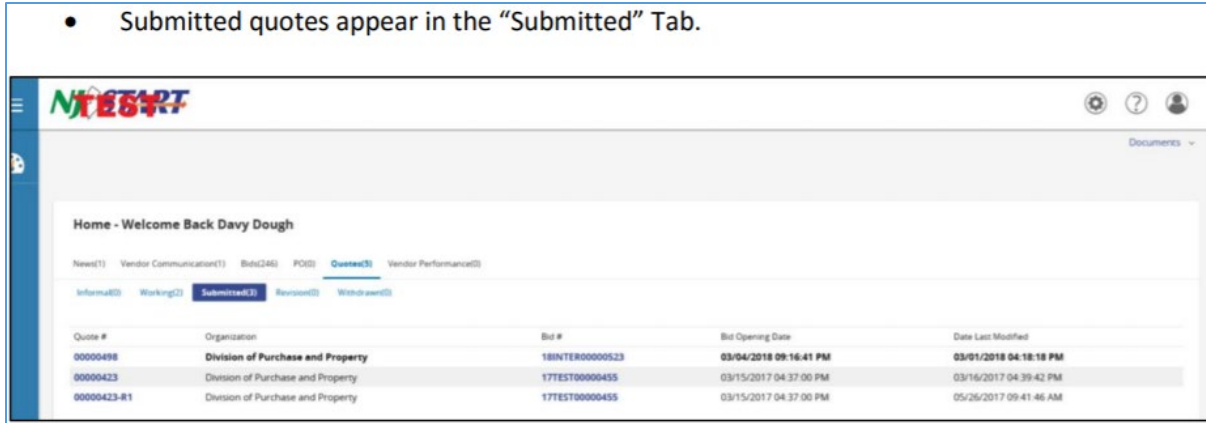 • Submitted quotes appear in the “Submitted” Tab.
NJSTART TEST
Documents
Home - Welcome Back Davy Dough
News(1) Vendor Communication(1) Bids(246) PO(0) Quotes(5) Vendor Performance(0)
Informal(0) Working(2) Submitted(3) Revision(0) Withdrawn(0)
Quote # Organization Bid # Bid Opening Date Date Last Modified
00000498 Division of Purchase and Property 18INTER00000523 03/04/2018 09:16:41 PM 03/01/2018 04:18:18 PM
00000423 Division of Purchase and Property 17TEST00000455 03/15/2017 04:37:00 PM 03/16/2017 04:39:42 PM
00000423-R1 Division of Purchase and Property 17TEST00000455 03/15/2017 04:37:00 PM 05/26/2017 09:41:46 AM